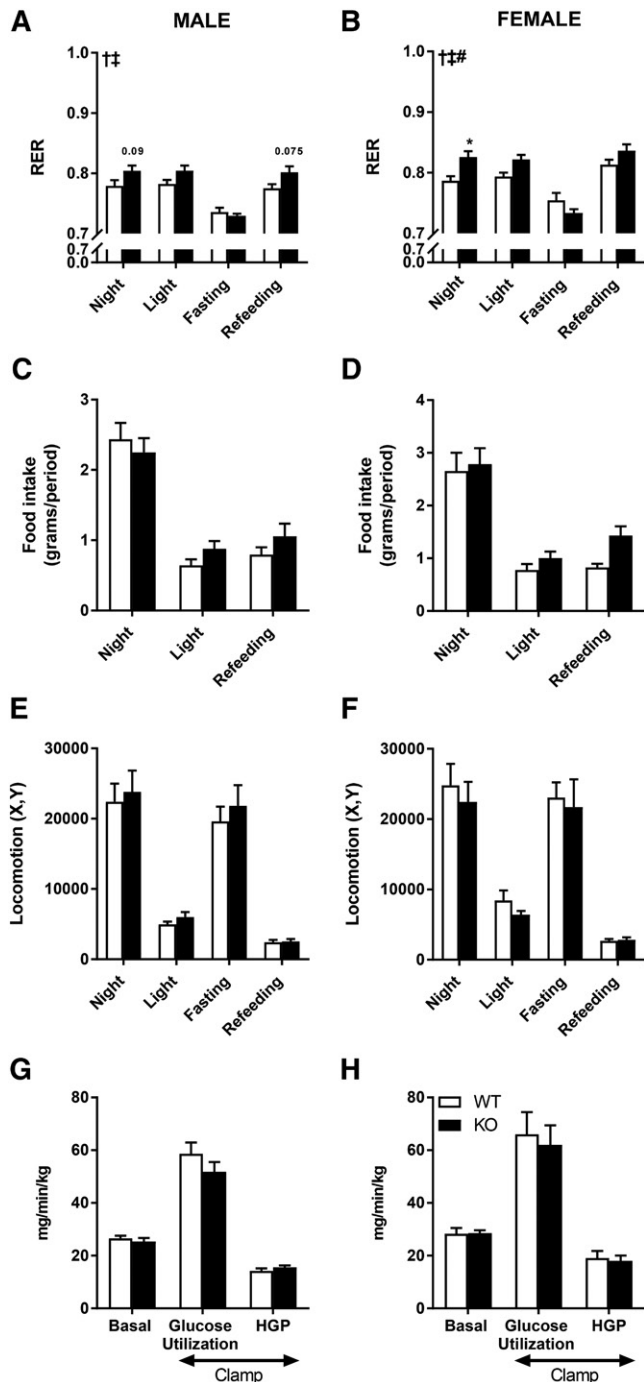 A MALE
†‡
1.0
0.9
0.8
0.7
0.7
0.0
RER
0.09
0.075
Night
Light
Fasting
Refeeding
B FEMALE
†‡#
1.0
0.9
0.8
0.7
0.7
0.0
RER
*
Night
Light
Fasting
Refeeding
C
3
2
1
0
Food intake
(grams/period)
Night
Light
Refeeding
D
4
3
2
1
0
Food intake
(grams/period)
Night
Light
Refeeding
E
30000
20000
10000
0
Locomotion (X,Y)
Night
Light
Fasting
Refeeding
F
30000
20000
10000
0
Locomotion (X,Y)
Night
Light
Fasting
Refeeding
G
80
60
40
20
0
mg/min/kg
Basal Glucose HGP
Utilization
Clamp
H
80
60
40
20
0
mg/min/kg
WT
KO
Basal Glucose HGP
Utilization
Clamp